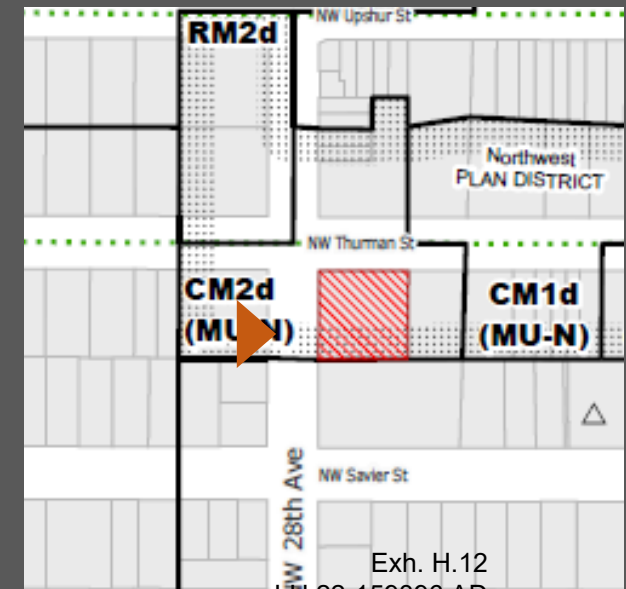 NW Upshur St
RM2d
Northwest
PLAN DISTRICT
NW Thurman St
CM2d
(MU-N)
CM1d
(MU-N)
NW Savier St
28th Ave
Exh. H.12